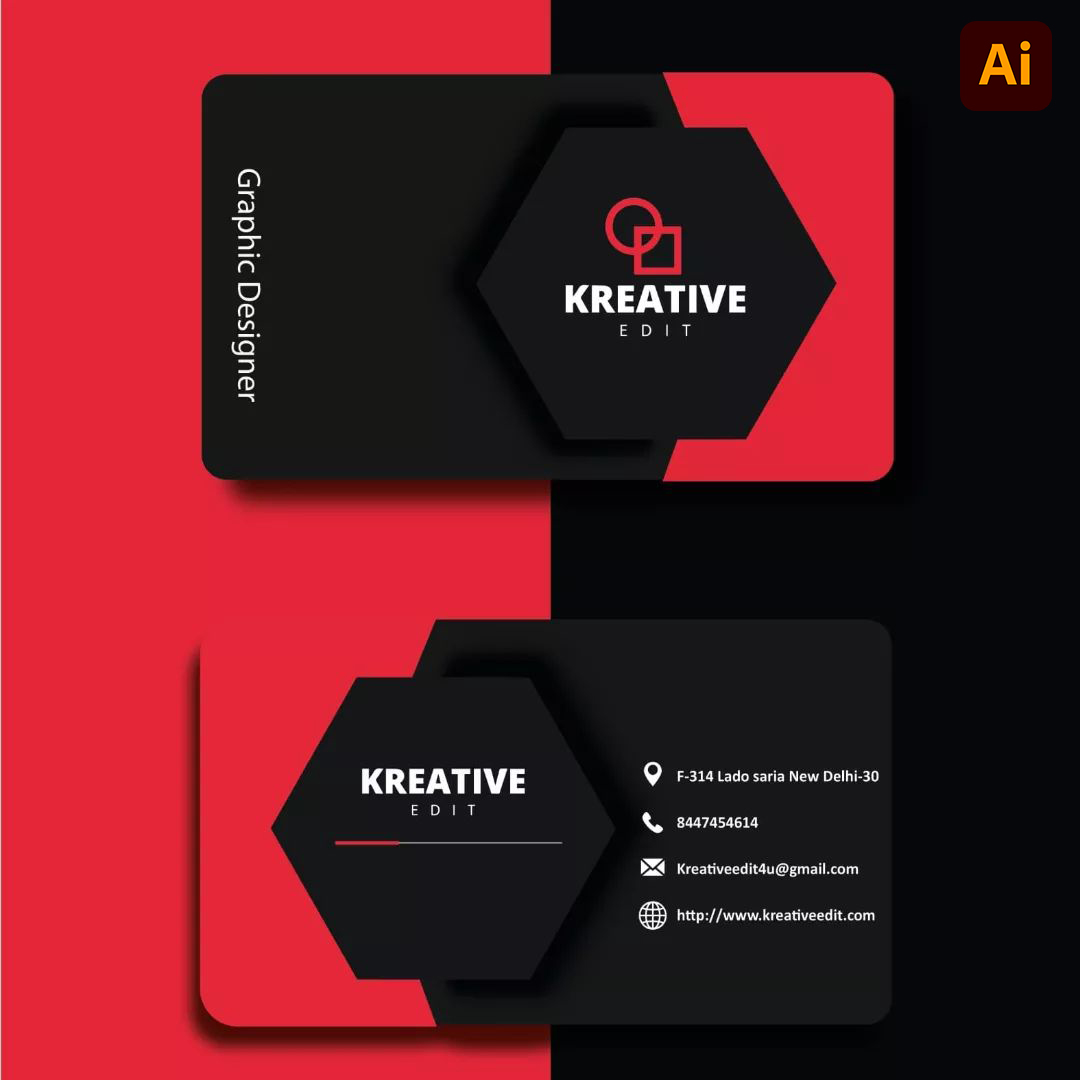 Ai
Graphic Designer
KREATIVE
EDIT
KREATIVE
EDIT
F-314 Lado saria New Delhi-30
8447454614
Kreativeedit4u@gmail.com
http://www.kreativeedit.com